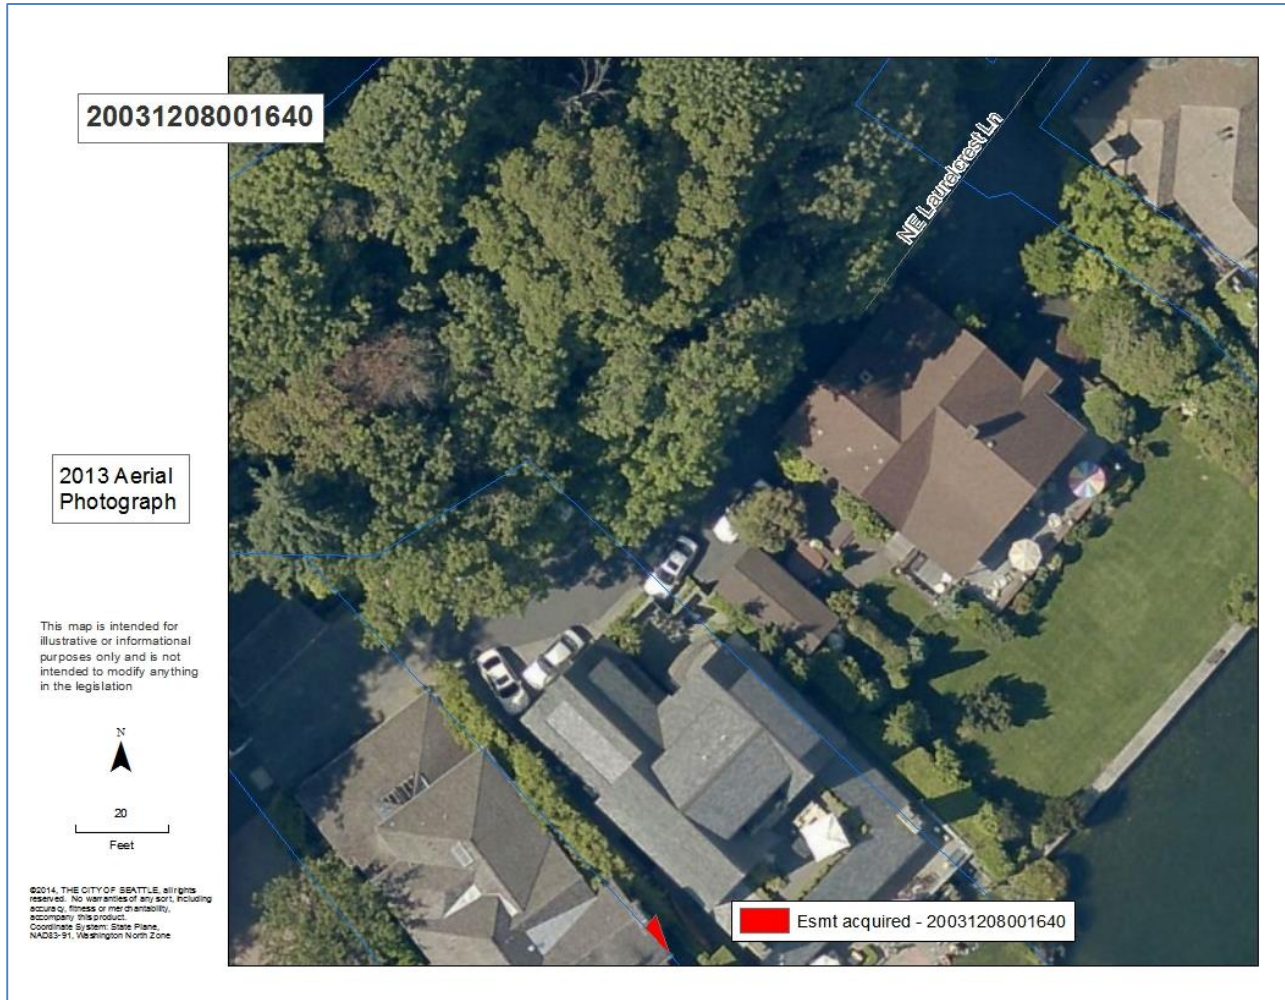 20031208001640
NE Laurelcrest Ln
2013 Aerial
Photograph
This map is intended for
illustrative or informational
purposes only and is not
intended to modify anything
in the legislation
N
20
Feet
©2014, THE CITY OF SEATTLE, all rights
reserved. No warranties of any sort, including
accuracy, fitness or merchantability,
accompany this product.
Coordinate System: State Plane,
NAD83-91, Washington North Zone
Esmt acquired - 20031208001640